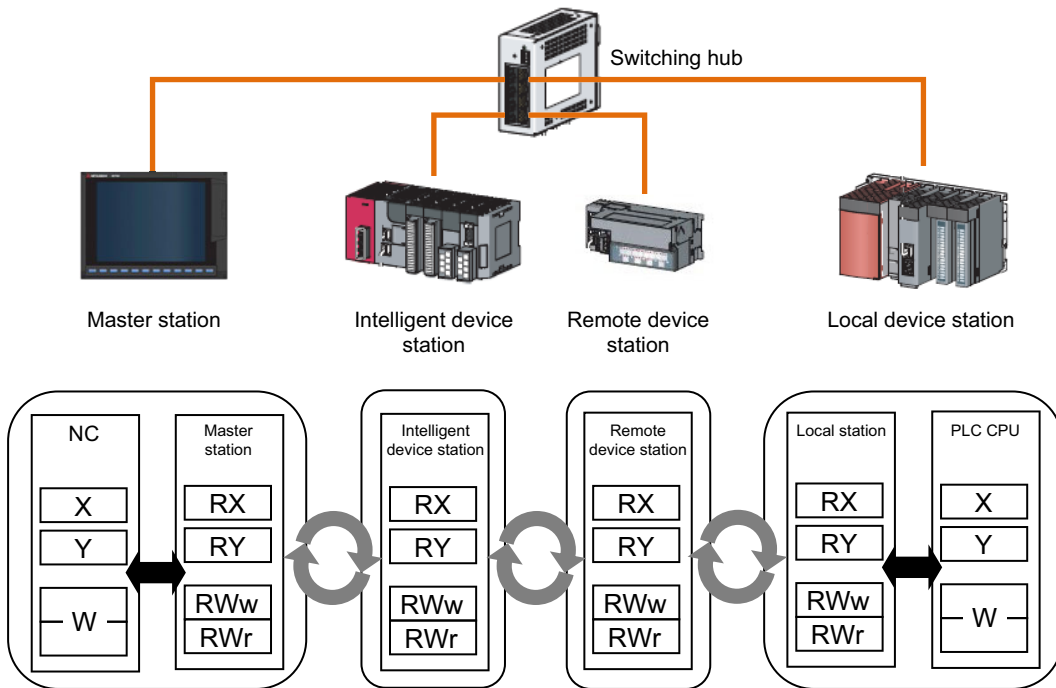 Switching hub
Master station
Intelligent device
station
Remote device
station
Local device station
NC
X
Y
W
Master
station
RX
RY
RWw
RWr
Intelligent
device station
RX
RY
RWw
RWr
Remote
device station
RX
RY
RWw
RWr
Local station
RX
RY
RWw
RWr
PLC CPU
X
Y
W